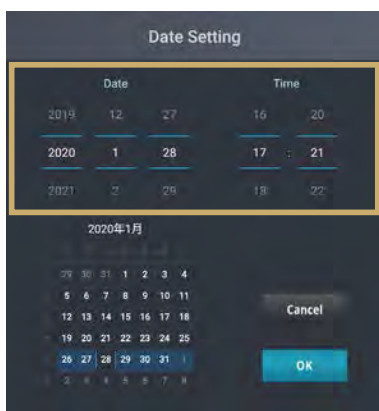 Date Setting
Date Time
2019 12 27 16 20
2020 1 28 17 : 21
2021 2 29 18 22
2020年1月
29 30 31 1 2 3 4
5 6 7 8 9 10 11
12 13 14 15 16 17 18
19 20 21 22 23 24 25
26 27 28 29 30 31 1
2 3 4 5 6 7 8
Cancel
OK